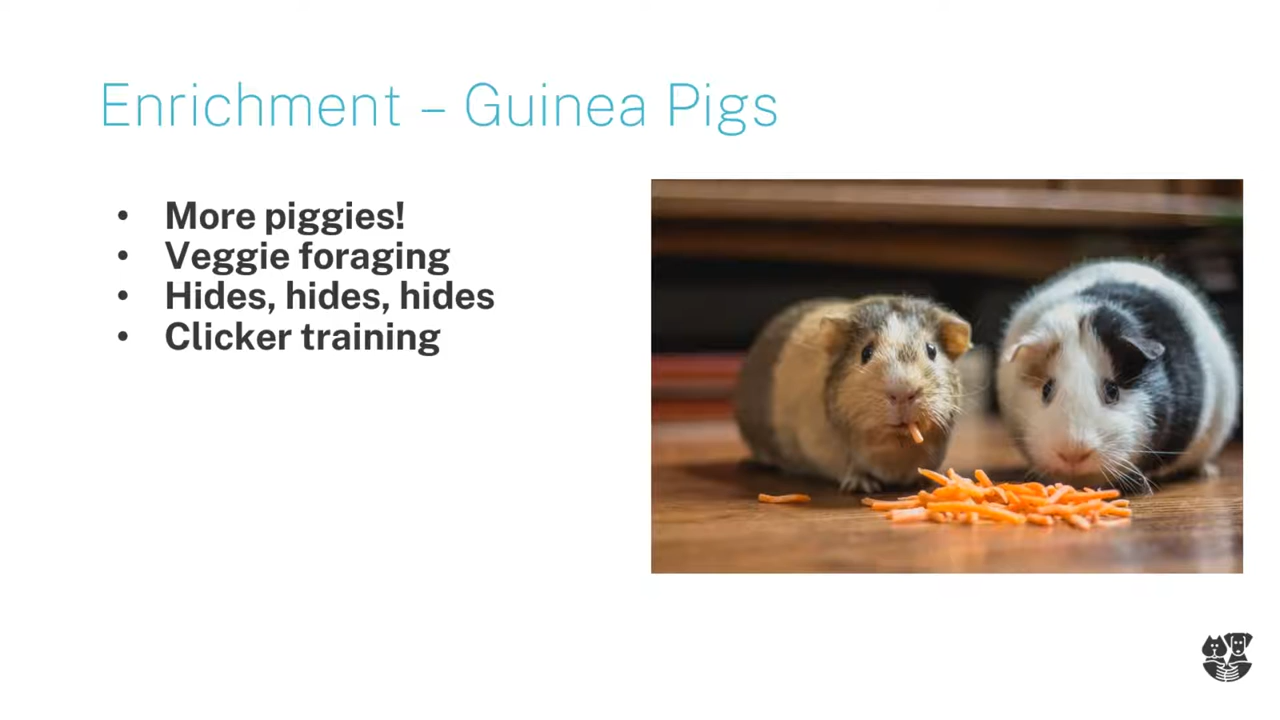 Enrichment – Guinea Pigs
• More piggies!
• Veggie foraging
• Hides, hides, hides
• Clicker training